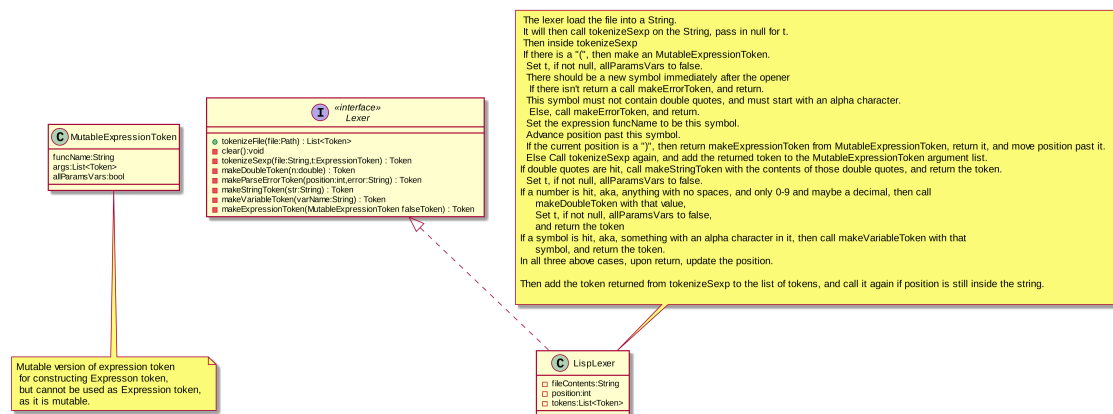 The lexer load the file into a String.
It will then call tokenizeSexp on the String, pass in null for t.
Then inside tokenizeSexp
If there is a "(", then make an MutableExpressionToken.
Set t, if not null, allParamsVars to false.
There should be a new symbol immediately after the opener
If there isn't return a call makeErrorToken, and return.
This symbol must not contain double quotes, and must start with an alpha character.
Else, call makeErrorToken, and return.
Set the expression funcName to be this symbol.
Advance position past this symbol.
If the current position is a ")", then return makeExpressionToken from MutableExpressionToken, return it, and move position past it.
Else Call tokenizeSexp again, and add the returned token to the MutableExpressionToken argument list.
If double quotes are hit, call makeStringToken with the contents of those double quotes, and return the token.
Set t, if not null, allParamsVars to false.
If a number is hit, aka, anything with no spaces, and only 0-9 and maybe a decimal, then call
makeDoubleToken with that value,
Set t, if not null, allParamsVars to false,
and return the token
If a symbol is hit, aka, something with an alpha character in it, then call makeVariableToken with that
symbol, and return the token.
In all three above cases, upon return, update the position.
Then add the token returned from tokenizeSexp to the list of tokens, and call it again if position is still inside the string.
«interface»
I
Lexer
tokenizeFile(file:Path) : List<Token>
clear():void
tokenizeSexp(file:String,t:ExpressionToken) : Token
makeDoubleToken(n:double) : Token
makeParseErrorToken(position:int,error:String) : Token
makeStringToken(str:String) : Token
makeVariableToken(varName:String) : Token
makeExpressionToken(MutableExpressionToken falseToken) : Token
C MutableExpressionToken
funcName:String
args:List<Token>
allParamsVars:bool
Mutable version of expression token
for constructing Expresson token,
but cannot be used as Expression token,
as it is mutable.
C LispLexer
fileContents:String
position:int
tokens:List<Token>